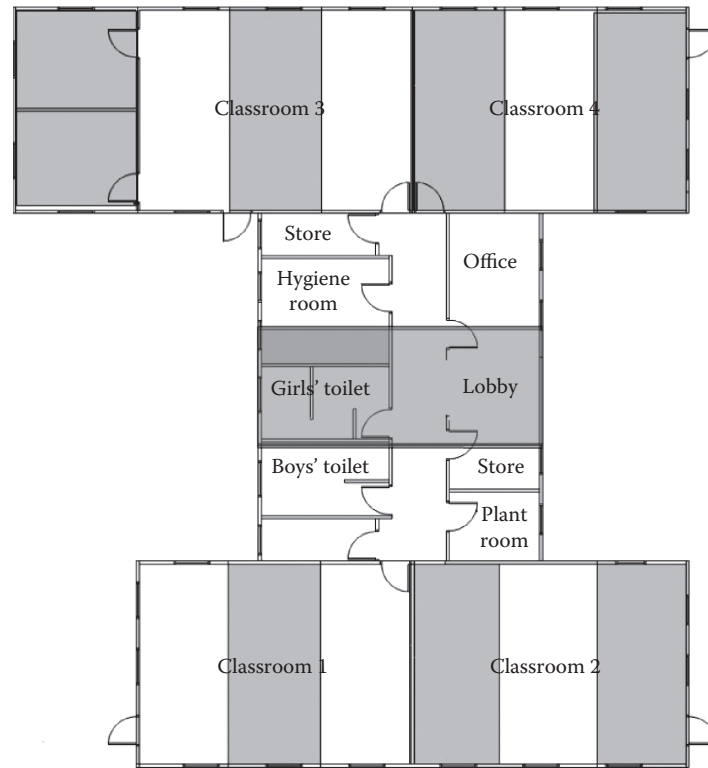 Classroom 3
Classroom 4
Store
Office
Hygiene
room
Girls' toilet
Lobby
Boys' toilet
Store
Plant
room
Classroom 1
Classroom 2